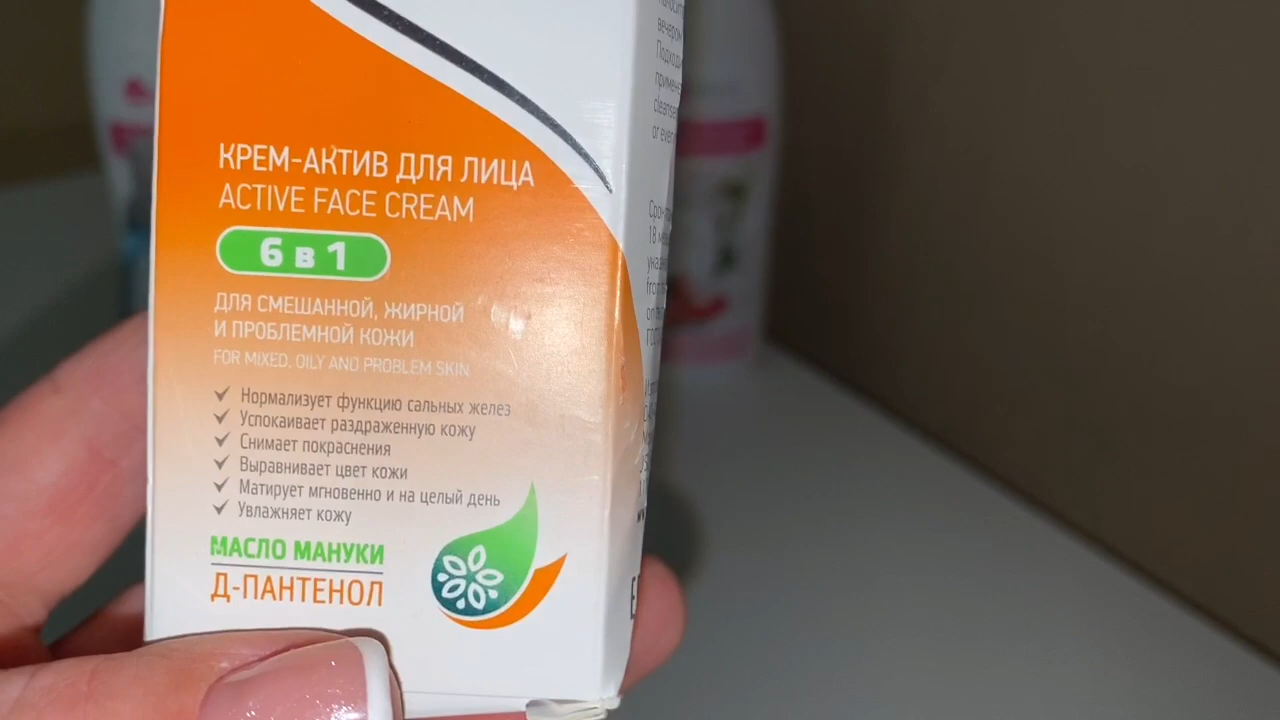 КРЕМ-АКТИВ ДЛЯ ЛИЦА
ACTIVE FACE CREAM
6 в 1
ДЛЯ СМЕШАННОЙ, ЖИРНОЙ
И ПРОБЛЕМНОЙ КОЖИ
FOR MIXED, OILY AND PROBLEM SKIN
Нормализует функцию сальных желез
Успокаивает раздраженную кожу
Снимает покраснения
Выравнивает цвет кожи
Матирует мгновенно и на целый день
Увлажняет кожу
МАСЛО МАНУКИ
Д-ПАНТЕНОЛ
вечером